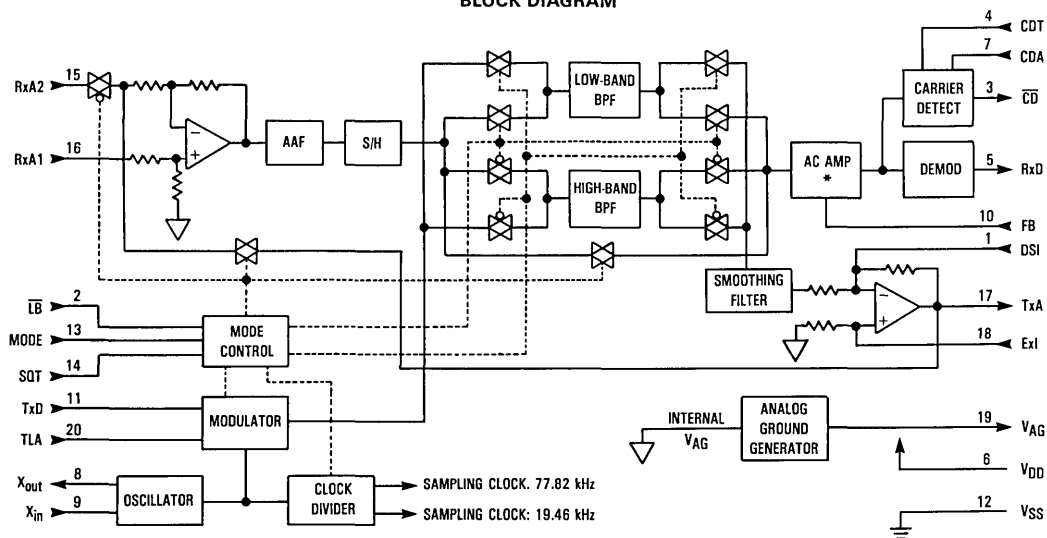 BLOCK DIAGRAM
4 CDT
7 CDA
3 CD
CARRIER DETECT
RxA2 15
RxA1 16
−
+
AAF
S/H
LOW-BAND BPF
HIGH-BAND BPF
AC AMP *
DEMOD
5 RxD
10 FB
1 DSI
SMOOTHING FILTER
−
+
17 TxA
18 ExI
LB 2
MODE 13
SQT 14
MODE CONTROL
TxD 11
TLA 20
MODULATOR
INTERNAL VAG
ANALOG GROUND GENERATOR
19 VAG
6 VDD
12 VSS
Xout 8
Xin 9
OSCILLATOR
CLOCK DIVIDER
SAMPLING CLOCK. 77.82 kHz
SAMPLING CLOCK: 19.46 kHz